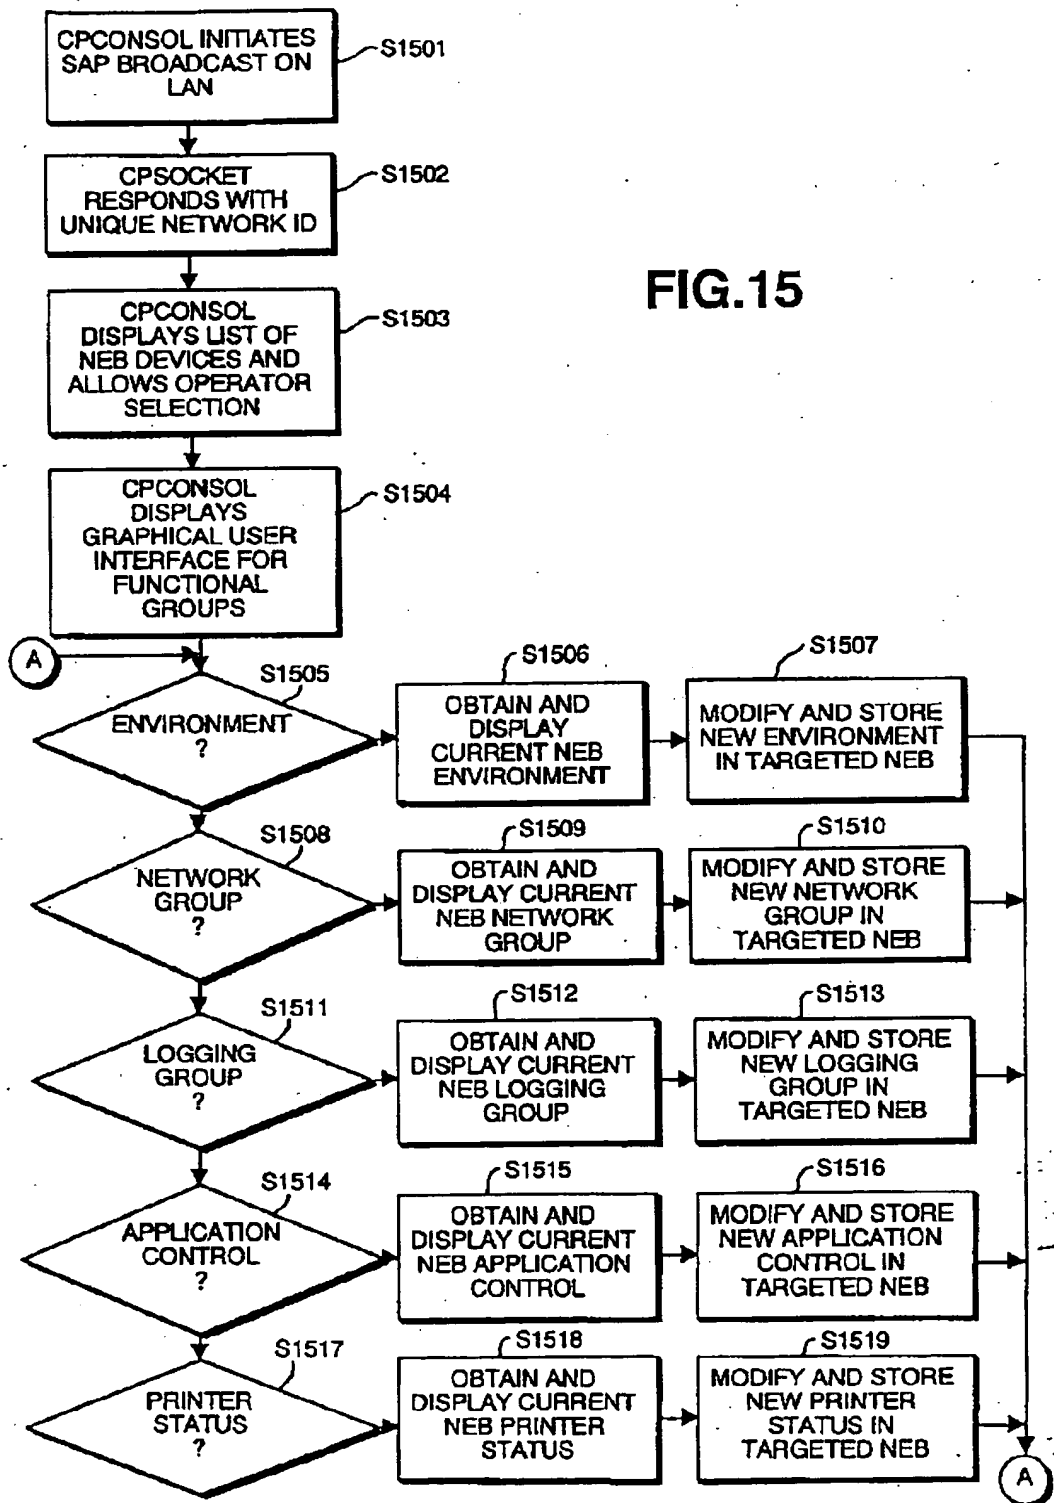 CPCONSOL INITIATES
SAP BROADCAST ON
LAN
S1501
CPSOCKET
RESPONDS WITH
UNIQUE NETWORK ID
S1502
FIG.15
CPCONSOL
DISPLAYS LIST OF
NEB DEVICES AND
ALLOWS OPERATOR
SELECTION
S1503
CPCONSOL
DISPLAYS
GRAPHICAL USER
INTERFACE FOR
FUNCTIONAL
GROUPS
S1504
A
ENVIRONMENT
?
S1505
OBTAIN AND
DISPLAY
CURRENT NEB
ENVIRONMENT
S1506
MODIFY AND STORE
NEW ENVIRONMENT
IN TARGETED NEB
S1507
NETWORK
GROUP
?
S1508
OBTAIN AND
DISPLAY CURRENT
NEB NETWORK
GROUP
S1509
MODIFY AND STORE
NEW NETWORK
GROUP IN
TARGETED NEB
S1510
LOGGING
GROUP
?
S1511
OBTAIN AND
DISPLAY CURRENT
NEB LOGGING
GROUP
S1512
MODIFY AND STORE
NEW LOGGING
GROUP IN
TARGETED NEB
S1513
APPLICATION
CONTROL
?
S1514
OBTAIN AND
DISPLAY CURRENT
NEB APPLICATION
CONTROL
S1515
MODIFY AND STORE
NEW APPLICATION
CONTROL IN
TARGETED NEB
S1516
PRINTER
STATUS
?
S1517
OBTAIN AND
DISPLAY CURRENT
NEB PRINTER
STATUS
S1518
MODIFY AND STORE
NEW PRINTER
STATUS IN
TARGETED NEB
S1519
A